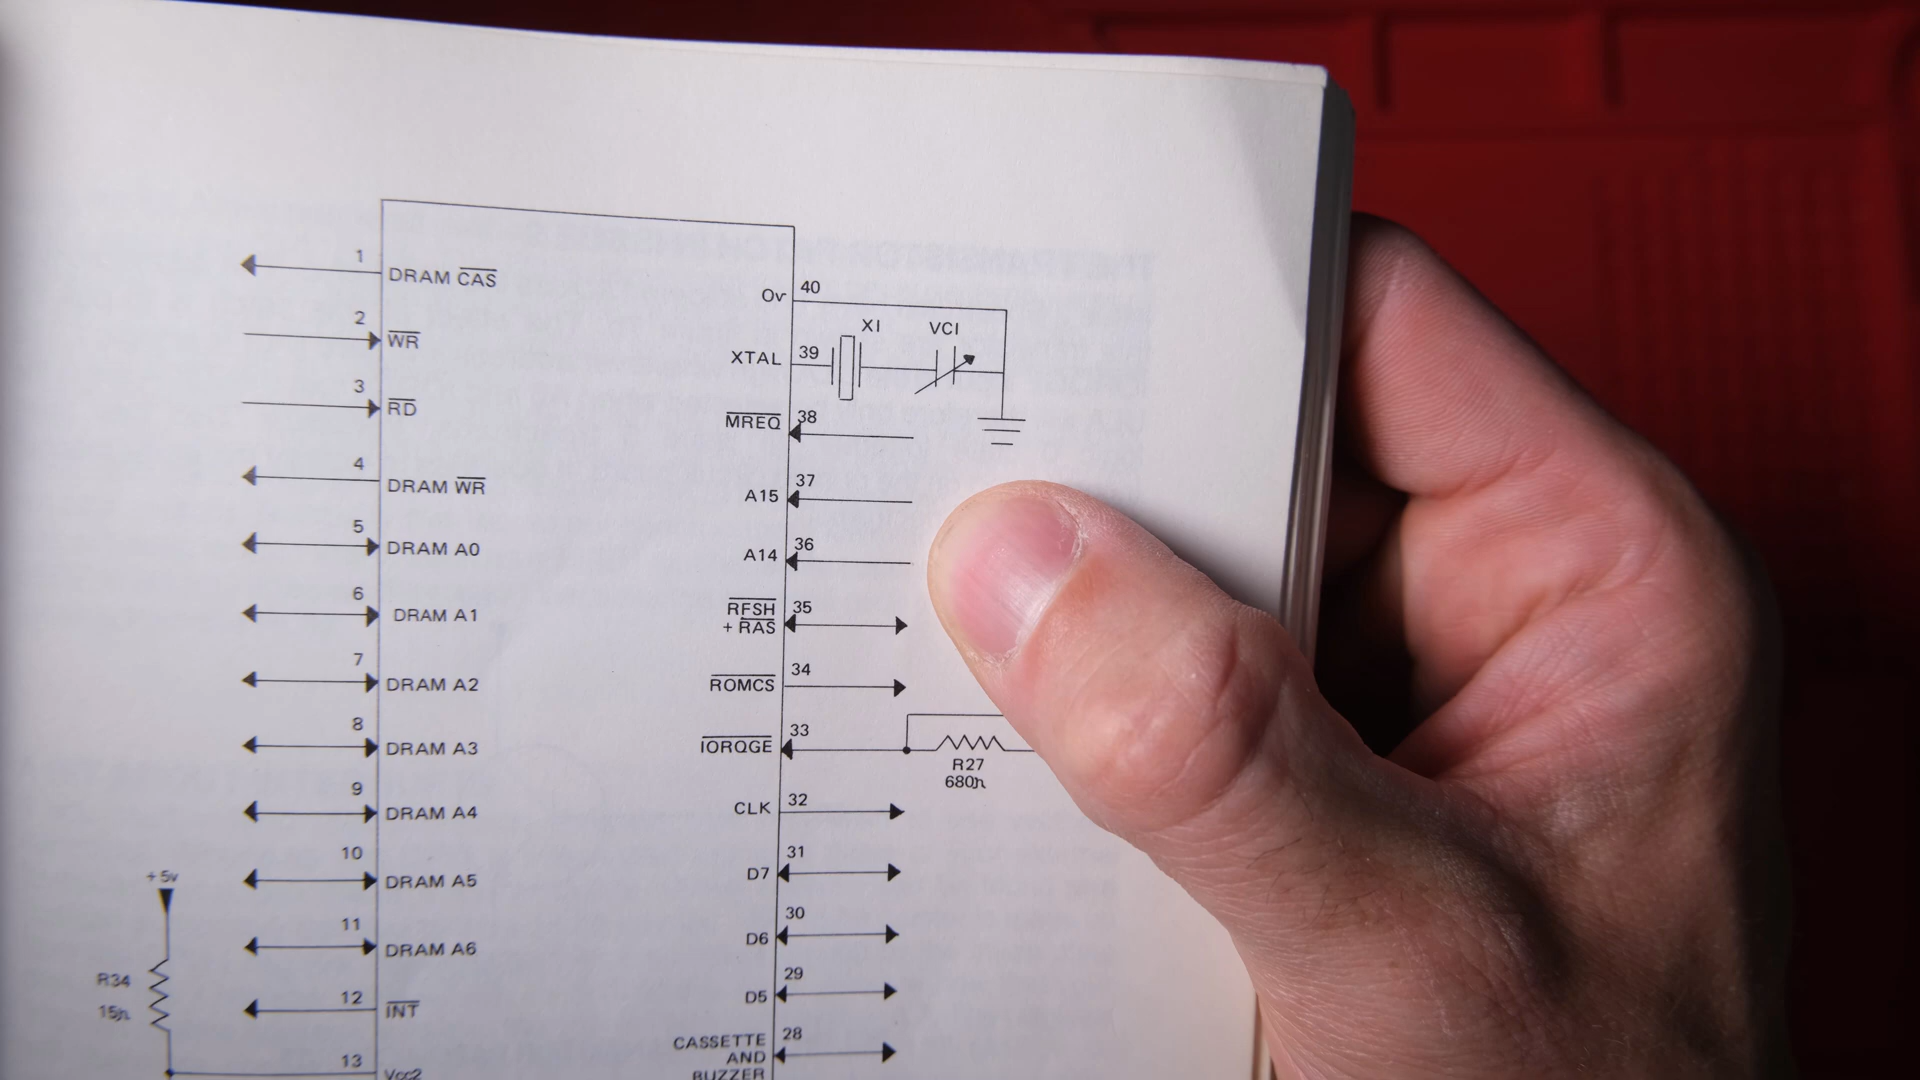 1
DRAM CAS
2
WR
3
RD
4
DRAM WR
5
DRAM A0
6
DRAM A1
7
DRAM A2
8
DRAM A3
9
DRAM A4
10
DRAM A5
11
DRAM A6
12
INT
13
Vcc2
+5v
R34
15Ω
Ov 40
XI VCI
XTAL 39
MREQ 38
A15 37
A14 36
RFSH 35
+ RAS
ROMCS 34
IORQGE 33
R27
680Ω
CLK 32
D7 31
D6 30
D5 29
CASSETTE 28
AND
BUZZER